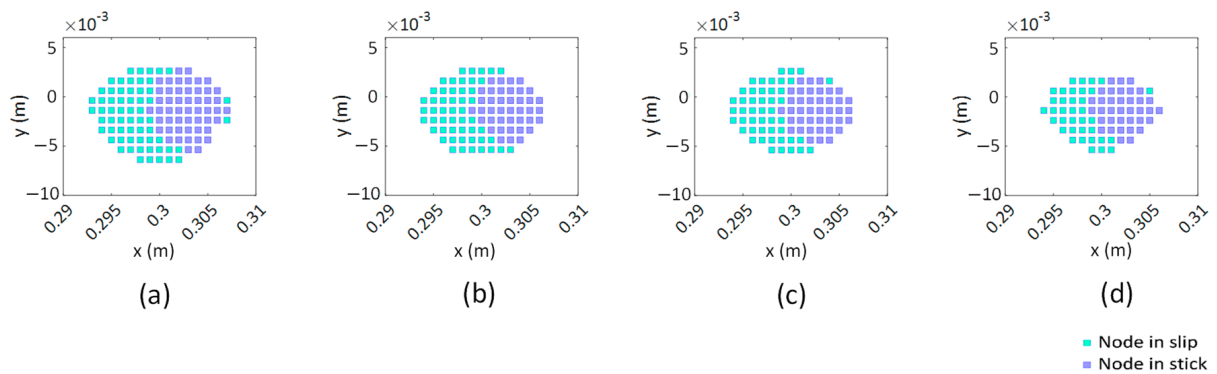 ×10⁻³
5
0
−5
−10
y (m)
0.29
0.295
0.3
0.305
0.31
x (m)
(a)
×10⁻³
5
0
−5
−10
y (m)
0.29
0.295
0.3
0.305
0.31
x (m)
(b)
×10⁻³
5
0
−5
−10
y (m)
0.29
0.295
0.3
0.305
0.31
x (m)
(c)
×10⁻³
5
0
−5
−10
y (m)
0.29
0.295
0.3
0.305
0.31
x (m)
(d)
Node in slip
Node in stick